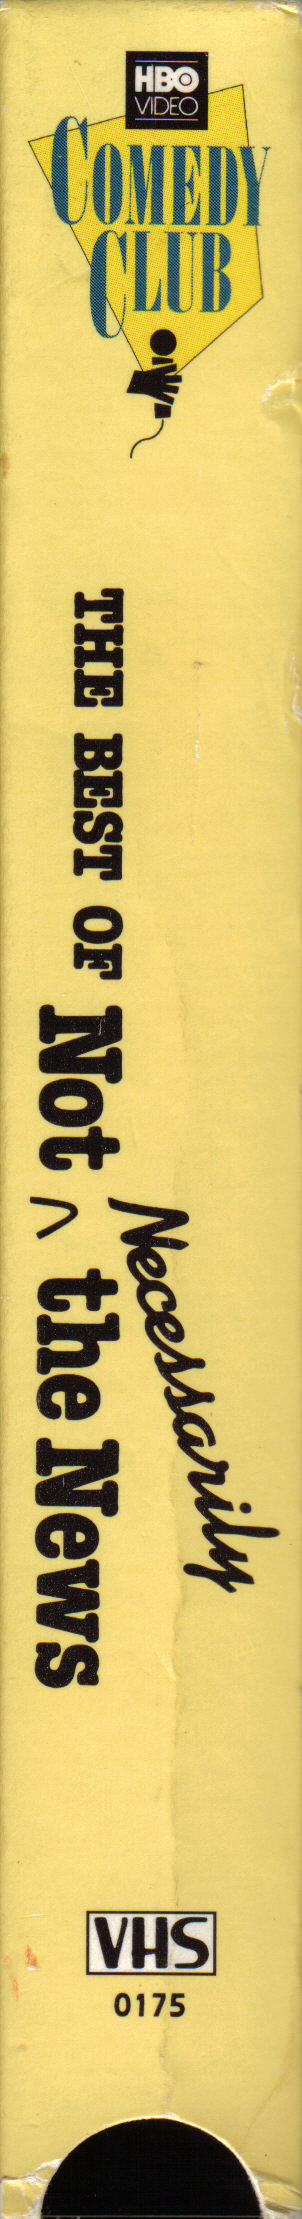 HBO
VIDEO
COMEDY
CLUB
THE BEST OF Not ^ the News
Necessarily
VHS
0175